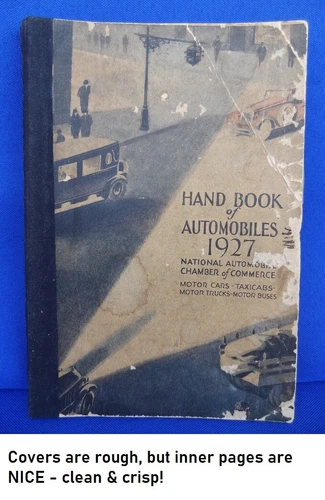 HAND BOOK
of
AUTOMOBILES
1927
NATIONAL AUTOMOBILE
CHAMBER of COMMERCE
MOTOR CARS - TAXICABS-
MOTOR TRUCKS-MOTOR BUSES
Covers are rough, but inner pages are
NICE - clean & crisp!